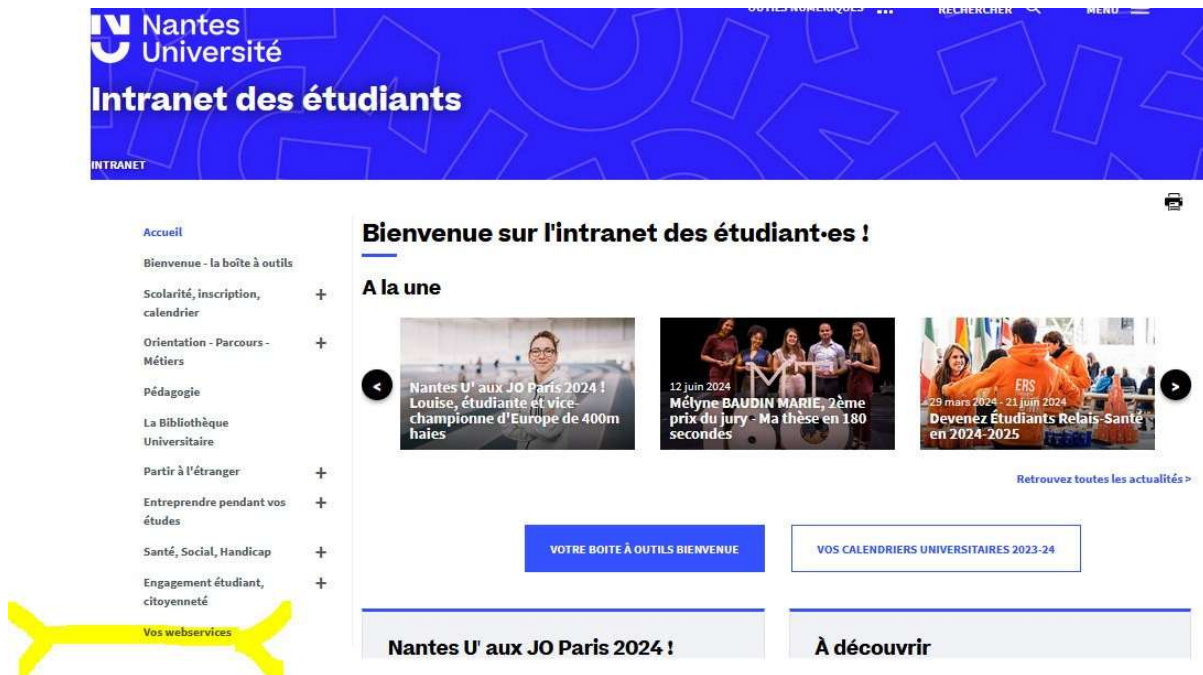 OUTILS NUMÉRIQUES
RECHERCHER
MENU
Nantes
Université
Intranet des étudiants
INTRANET
Accueil
Bienvenue - la boîte à outils
Scolarité, inscription,
calendrier
Orientation - Parcours -
Métiers
Pédagogie
La Bibliothèque
Universitaire
Partir à l'étranger
Entreprendre pendant vos
études
Santé, Social, Handicap
Engagement étudiant,
citoyenneté
Vos webservices
Bienvenue sur l'intranet des étudiant·es !
A la une
Nantes U' aux JO Paris 2024 !
Louise, étudiante et vice-
championne d'Europe de 400m
haies
12 juin 2024
Mélyne BAUDIN MARIE, 2ème
prix du jury - Ma thèse en 180
secondes
ERS
29 mars 2024 - 21 juin 2024
Devenez Étudiants Relais-Santé
en 2024-2025
Retrouvez toutes les actualités >
VOTRE BOITE À OUTILS BIENVENUE
VOS CALENDRIERS UNIVERSITAIRES 2023-24
Nantes U' aux JO Paris 2024 !
À découvrir